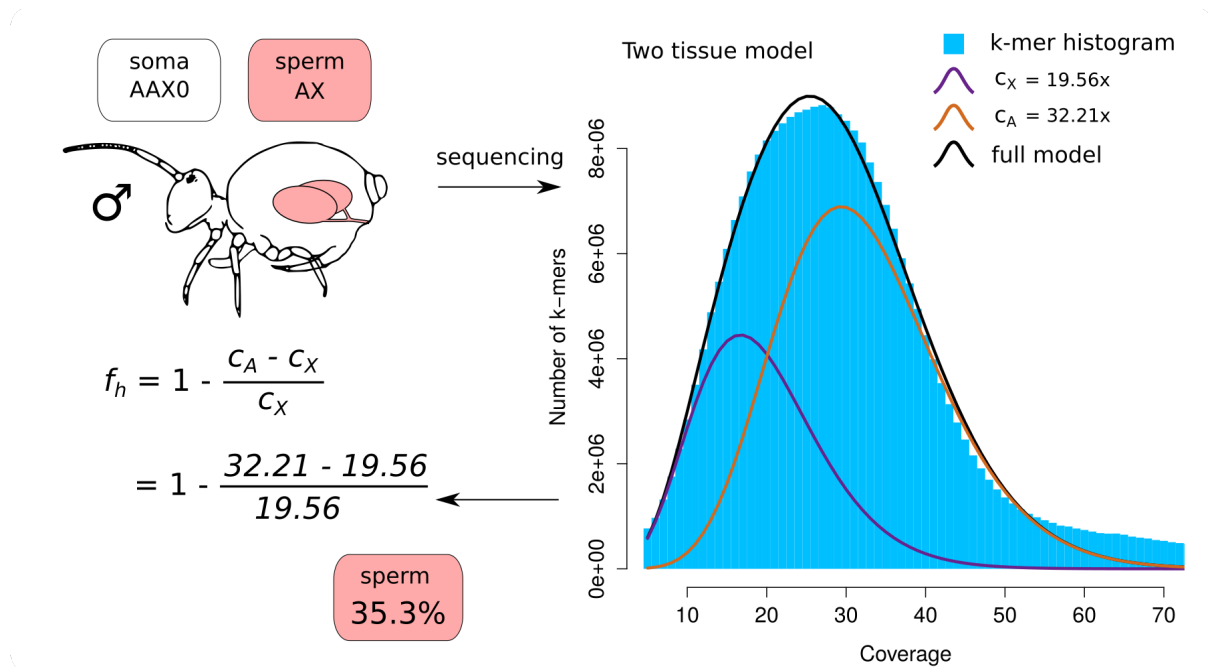 soma
AAX0
sperm
AX
♂
sequencing
f_h = 1 - \frac{c_A - c_X}{c_X}
= 1 - \frac{32.21 - 19.56}{19.56}
sperm
35.3%
Two tissue model
k-mer histogram
c_X = 19.56x
c_A = 32.21x
full model
Number of k−mers
0e+00
2e+06
4e+06
6e+06
8e+06
10 20 30 40 50 60 70
Coverage